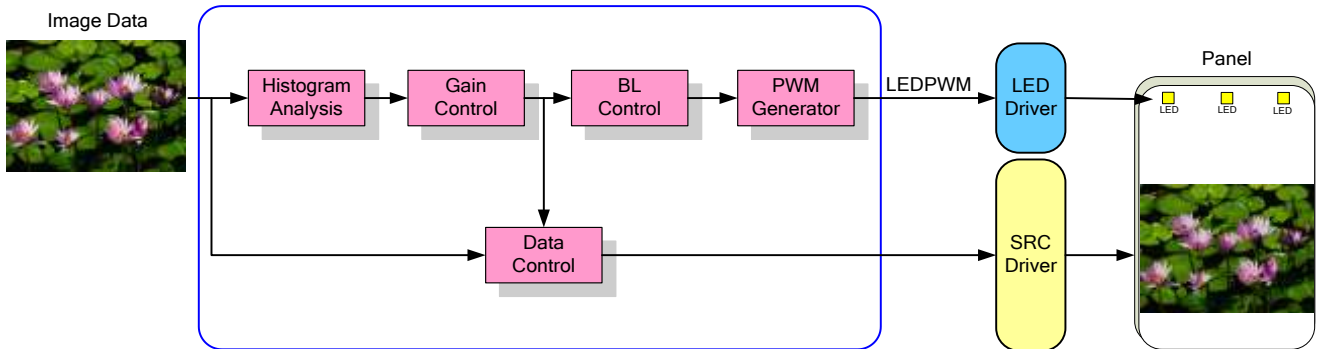 Image Data
Histogram
Analysis
Gain
Control
BL
Control
PWM
Generator
LEDPWM
LED
Driver
Panel
LED
LED
LED
Data
Control
SRC
Driver